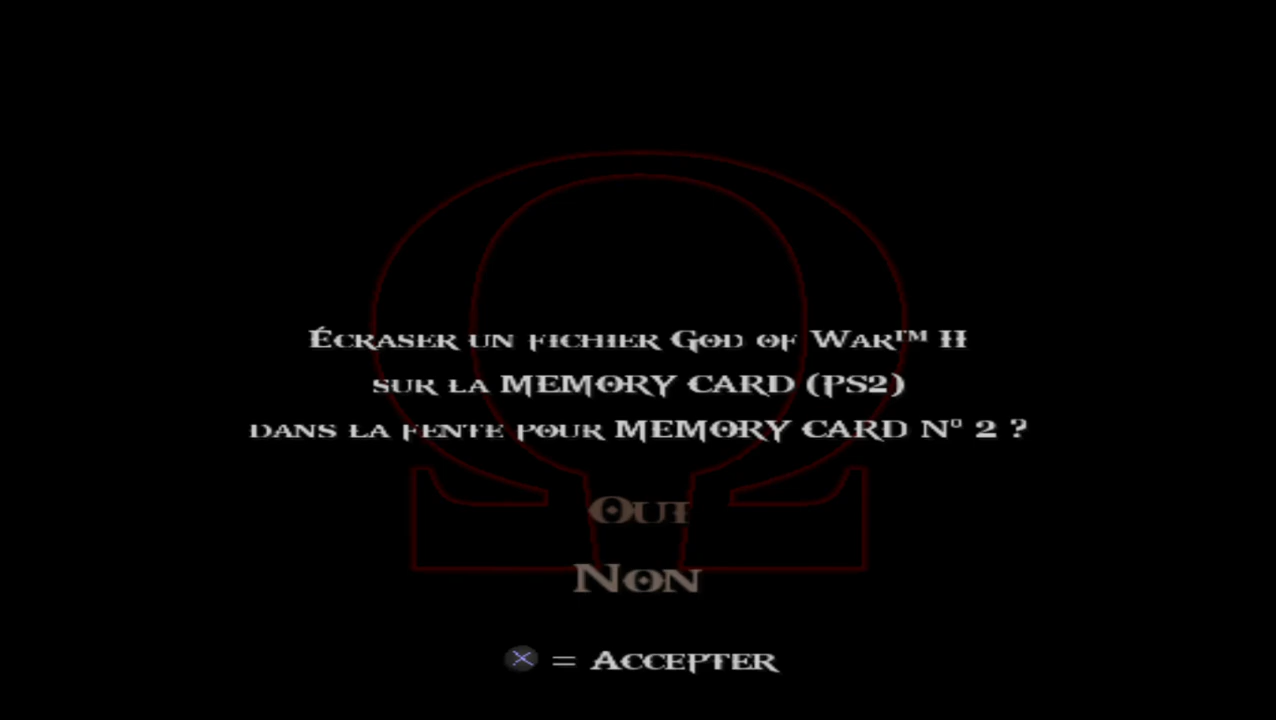 Écraser un fichier God of War™ II
sur la MEMORY CARD (PS2)
dans la fente pour MEMORY CARD N° 2 ?
Oui
Non
= Accepter